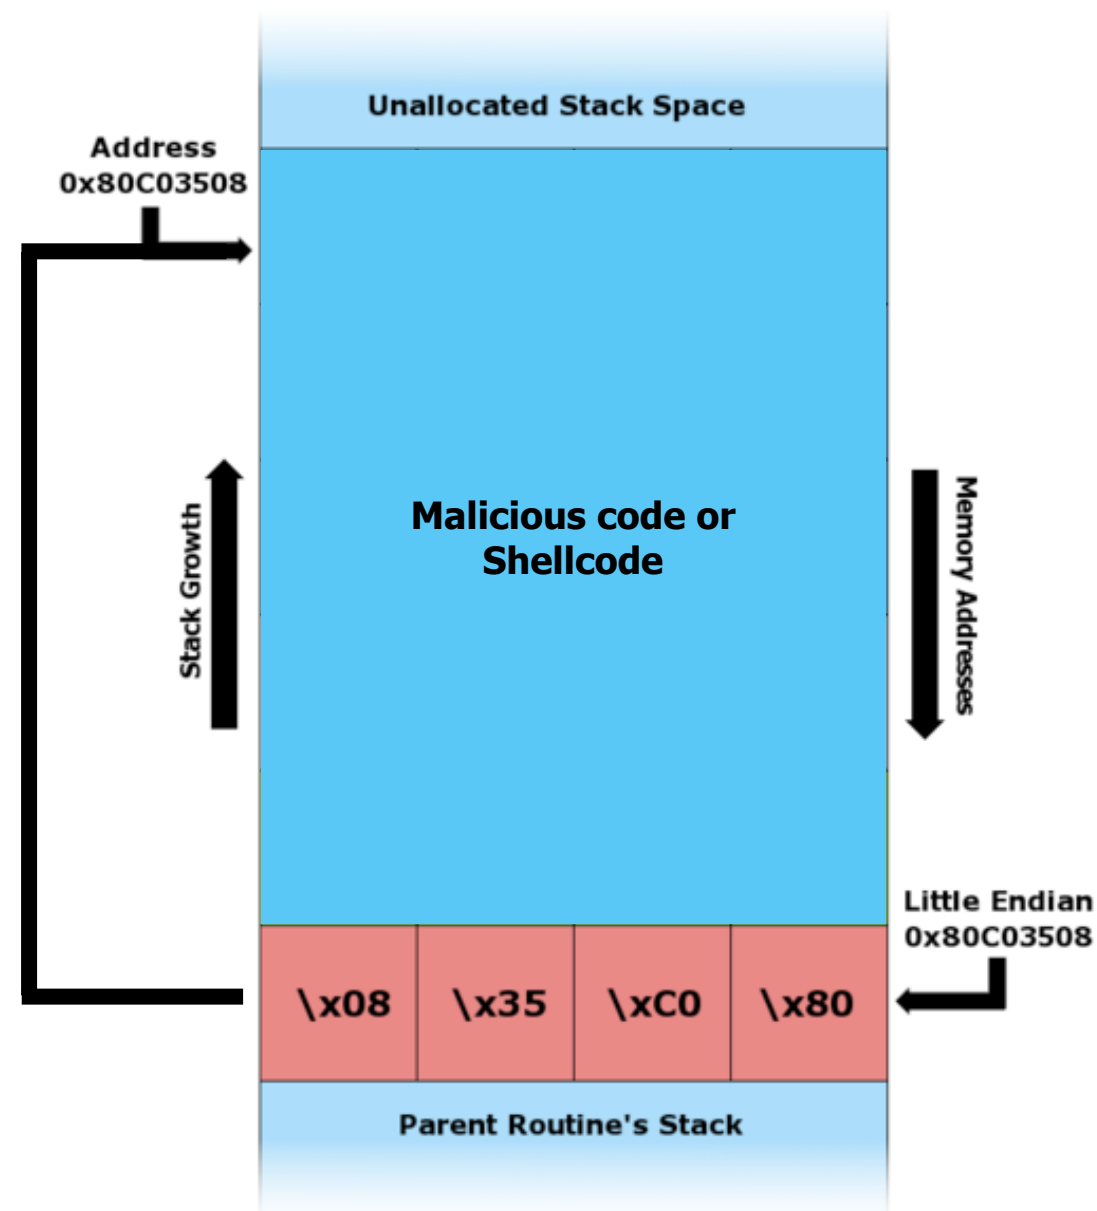 Unallocated Stack Space
Address
0x80C03508
Malicious code or
Shellcode
Stack Growth
Memory Addresses
Little Endian
0x80C03508
\x08 \x35 \xC0 \x80
Parent Routine's Stack